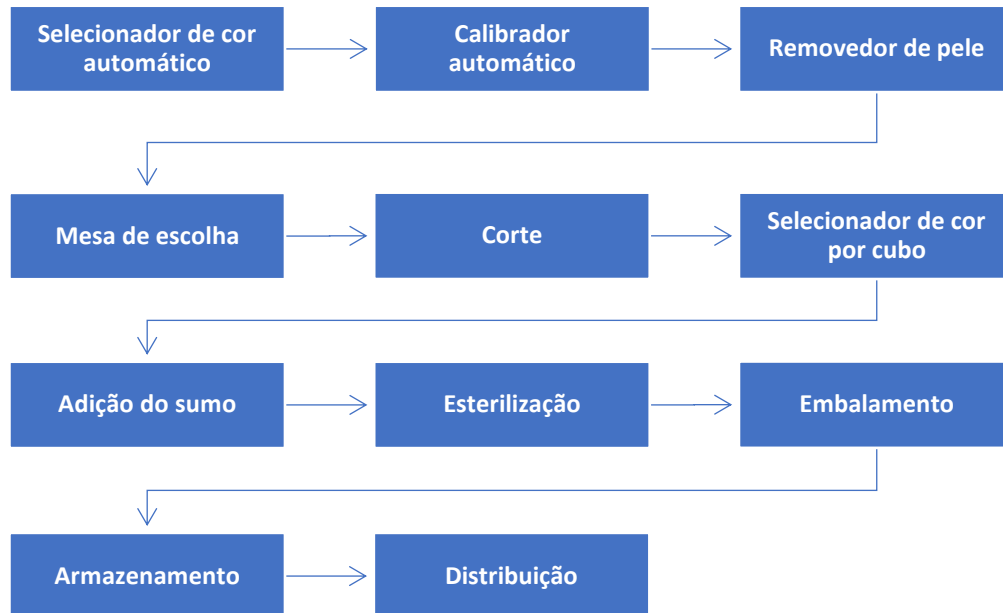 Selecionador de cor
automático
Calibrador
automático
Removedor de pele
Mesa de escolha
Corte
Selecionador de cor
por cubo
Adição do sumo
Esterilização
Embalamento
Armazenamento
Distribuição